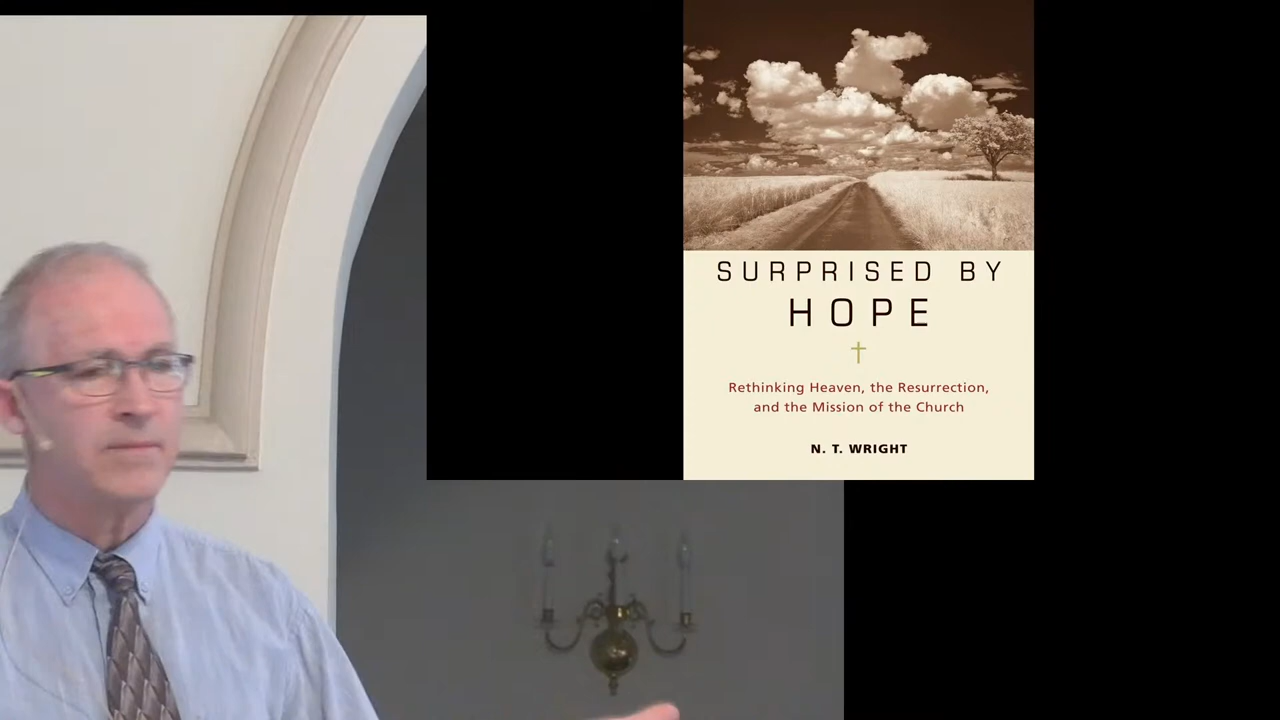 SURPRISED BY
HOPE
Rethinking Heaven, the Resurrection,
and the Mission of the Church
N. T. WRIGHT